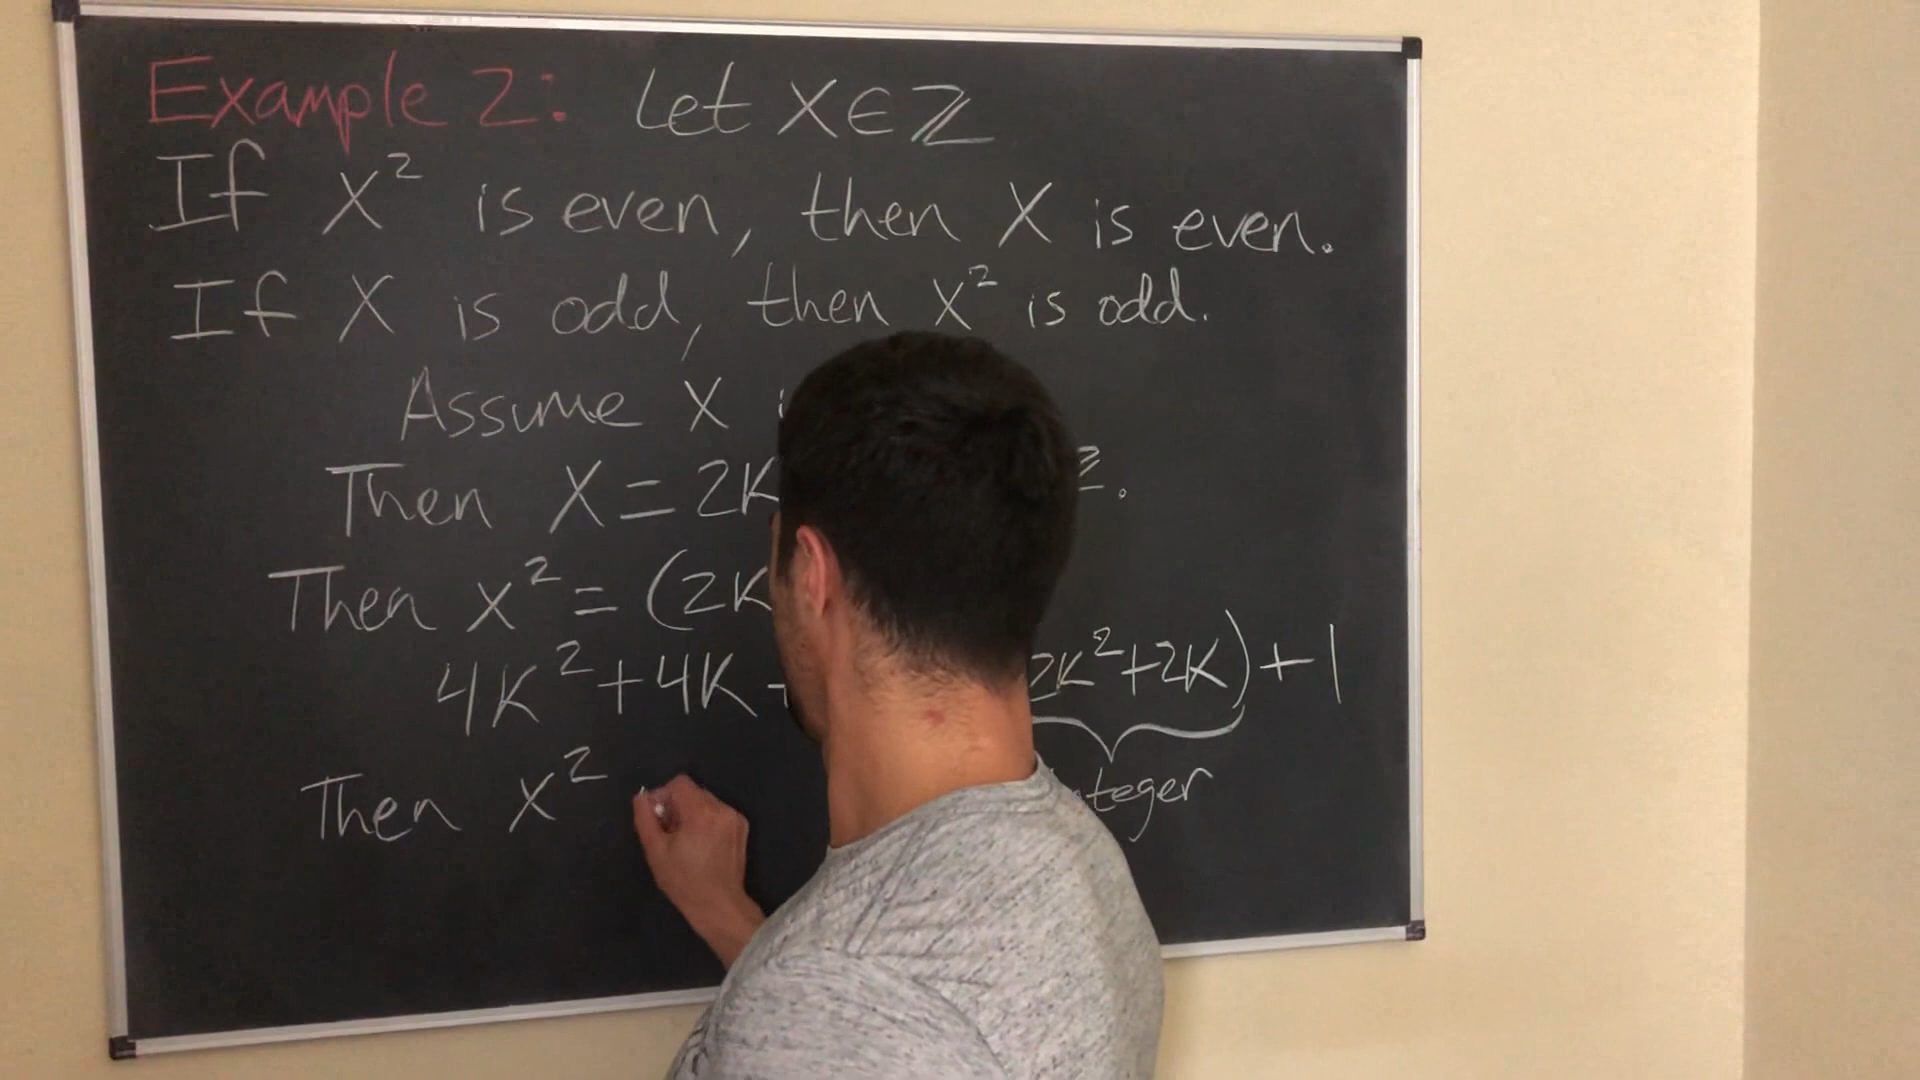 Example 2: Let X ∈ ℤ
If X² is even, then X is even.
If X is odd, then X² is odd.
Assume X
Then X = 2K
Then x² = (2K
4K² + 4K 2K² + 2K) + 1
Then x²